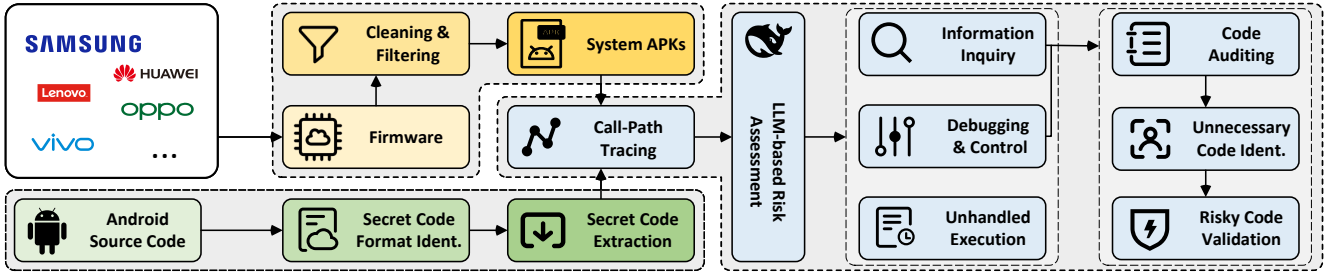 SAMSUNG
HUAWEI
Lenovo
oppo
vivo
...
Cleaning &
Filtering
APK
System APKs
Firmware
Call-Path
Tracing
Android
Source Code
Secret Code
Format Ident.
Secret Code
Extraction
LLM-based Risk
Assessment
Information
Inquiry
Debugging
& Control
Unhandled
Execution
Code
Auditing
Unnecessary
Code Ident.
Risky Code
Validation